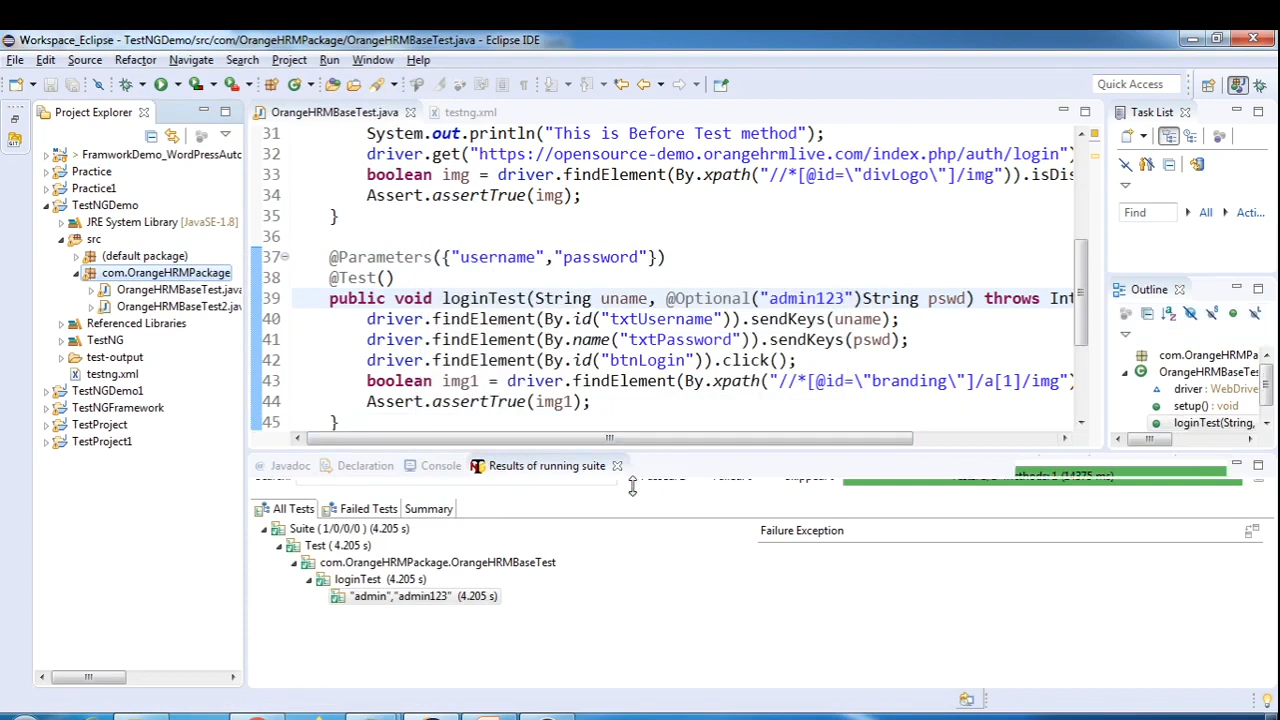 Workspace_Eclipse - TestNGDemo/src/com/OrangeHRMPackage/OrangeHRMBaseTest.java - Eclipse IDE
File Edit Source Refactor Navigate Search Project Run Window Help
Quick Access
Project Explorer
> FramworkDemo_WordPressAuto
Practice
Practice1
TestNGDemo
JRE System Library [JavaSE-1.8]
src
(default package)
com.OrangeHRMPackage
OrangeHRMBaseTest.java
OrangeHRMBaseTest2.jav
Referenced Libraries
test-output
testng.xml
TestNGDemo1
TestNGFramework
TestProject
TestProject1
OrangeHRMBaseTest.java testng.xml
31 System.out.println("This is Before Test method");
32 driver.get("https://opensource-demo.orangehrmlive.com/index.php/auth/login")
33 boolean img = driver.findElement(By.xpath("//*[@id=\"divLogo\"]/img")).isDis
34 Assert.assertTrue(img);
35 }
36
37 @Parameters({"username","password"})
38 @Test()
39 public void loginTest(String uname, @Optional("admin123")String pswd) throws Int
40 driver.findElement(By.id("txtUsername")).sendKeys(uname);
41 driver.findElement(By.name("txtPassword")).sendKeys(pswd);
42 driver.findElement(By.id("btnLogin")).click();
43 boolean img1 = driver.findElement(By.xpath("//*[@id=\"branding\"]/a[1]/img")
44 Assert.assertTrue(img1);
45 }
Task List
Find All Acti...
Outline
com.OrangeHRMPa
OrangeHRMBaseTes
driver : WebDrive
setup() : void
loginTest(String,
Javadoc Declaration Console Results of running suite
All Tests Failed Tests Summary
Suite ( 1/0/0/0 ) (4.205 s)
Test ( 4.205 s)
com.OrangeHRMPackage.OrangeHRMBaseTest
loginTest (4.205 s)
"admin","admin123" (4.205 s)
Failure Exception